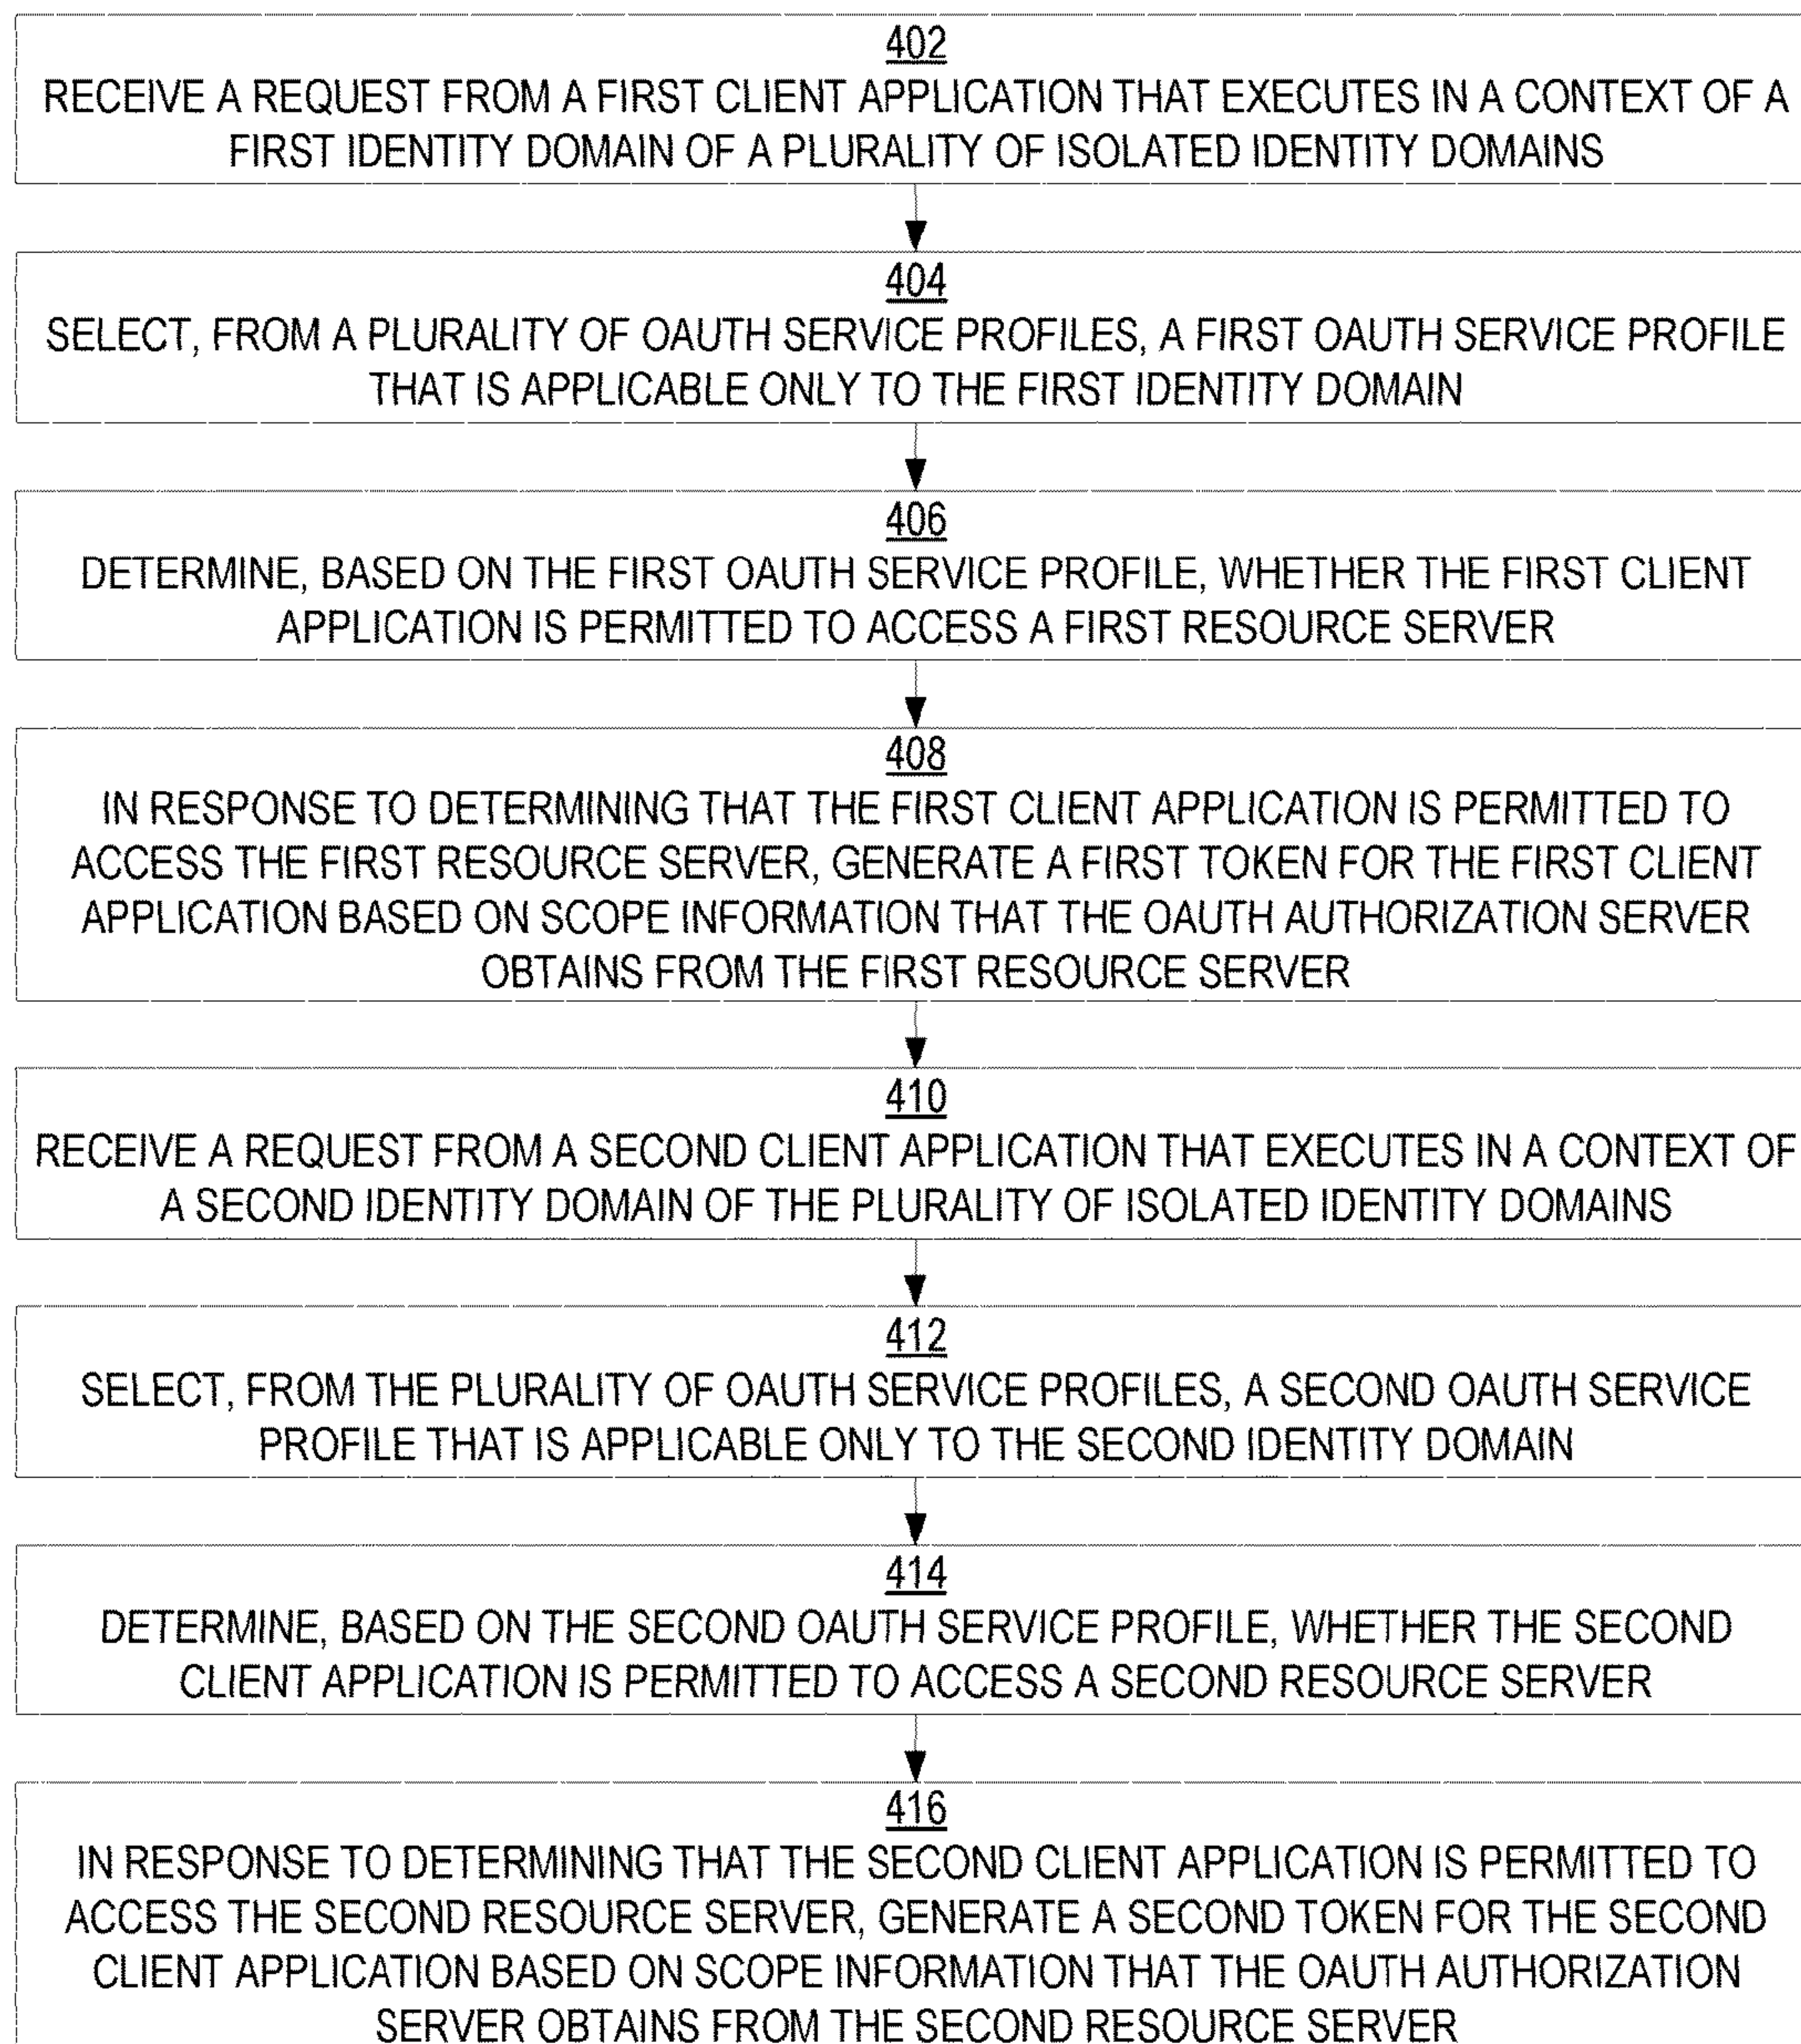 402
RECEIVE A REQUEST FROM A FIRST CLIENT APPLICATION THAT EXECUTES IN A CONTEXT OF A
FIRST IDENTITY DOMAIN OF A PLURALITY OF ISOLATED IDENTITY DOMAINS
404
SELECT, FROM A PLURALITY OF OAUTH SERVICE PROFILES, A FIRST OAUTH SERVICE PROFILE
THAT IS APPLICABLE ONLY TO THE FIRST IDENTITY DOMAIN
406
DETERMINE, BASED ON THE FIRST OAUTH SERVICE PROFILE, WHETHER THE FIRST CLIENT
APPLICATION IS PERMITTED TO ACCESS A FIRST RESOURCE SERVER
408
IN RESPONSE TO DETERMINING THAT THE FIRST CLIENT APPLICATION IS PERMITTED TO
ACCESS THE FIRST RESOURCE SERVER, GENERATE A FIRST TOKEN FOR THE FIRST CLIENT
APPLICATION BASED ON SCOPE INFORMATION THAT THE OAUTH AUTHORIZATION SERVER
OBTAINS FROM THE FIRST RESOURCE SERVER
410
RECEIVE A REQUEST FROM A SECOND CLIENT APPLICATION THAT EXECUTES IN A CONTEXT OF
A SECOND IDENTITY DOMAIN OF THE PLURALITY OF ISOLATED IDENTITY DOMAINS
412
SELECT, FROM THE PLURALITY OF OAUTH SERVICE PROFILES, A SECOND OAUTH SERVICE
PROFILE THAT IS APPLICABLE ONLY TO THE SECOND IDENTITY DOMAIN
414
DETERMINE, BASED ON THE SECOND OAUTH SERVICE PROFILE, WHETHER THE SECOND
CLIENT APPLICATION IS PERMITTED TO ACCESS A SECOND RESOURCE SERVER
416
IN RESPONSE TO DETERMINING THAT THE SECOND CLIENT APPLICATION IS PERMITTED TO
ACCESS THE SECOND RESOURCE SERVER, GENERATE A SECOND TOKEN FOR THE SECOND
CLIENT APPLICATION BASED ON SCOPE INFORMATION THAT THE OAUTH AUTHORIZATION
SERVER OBTAINS FROM THE SECOND RESOURCE SERVER